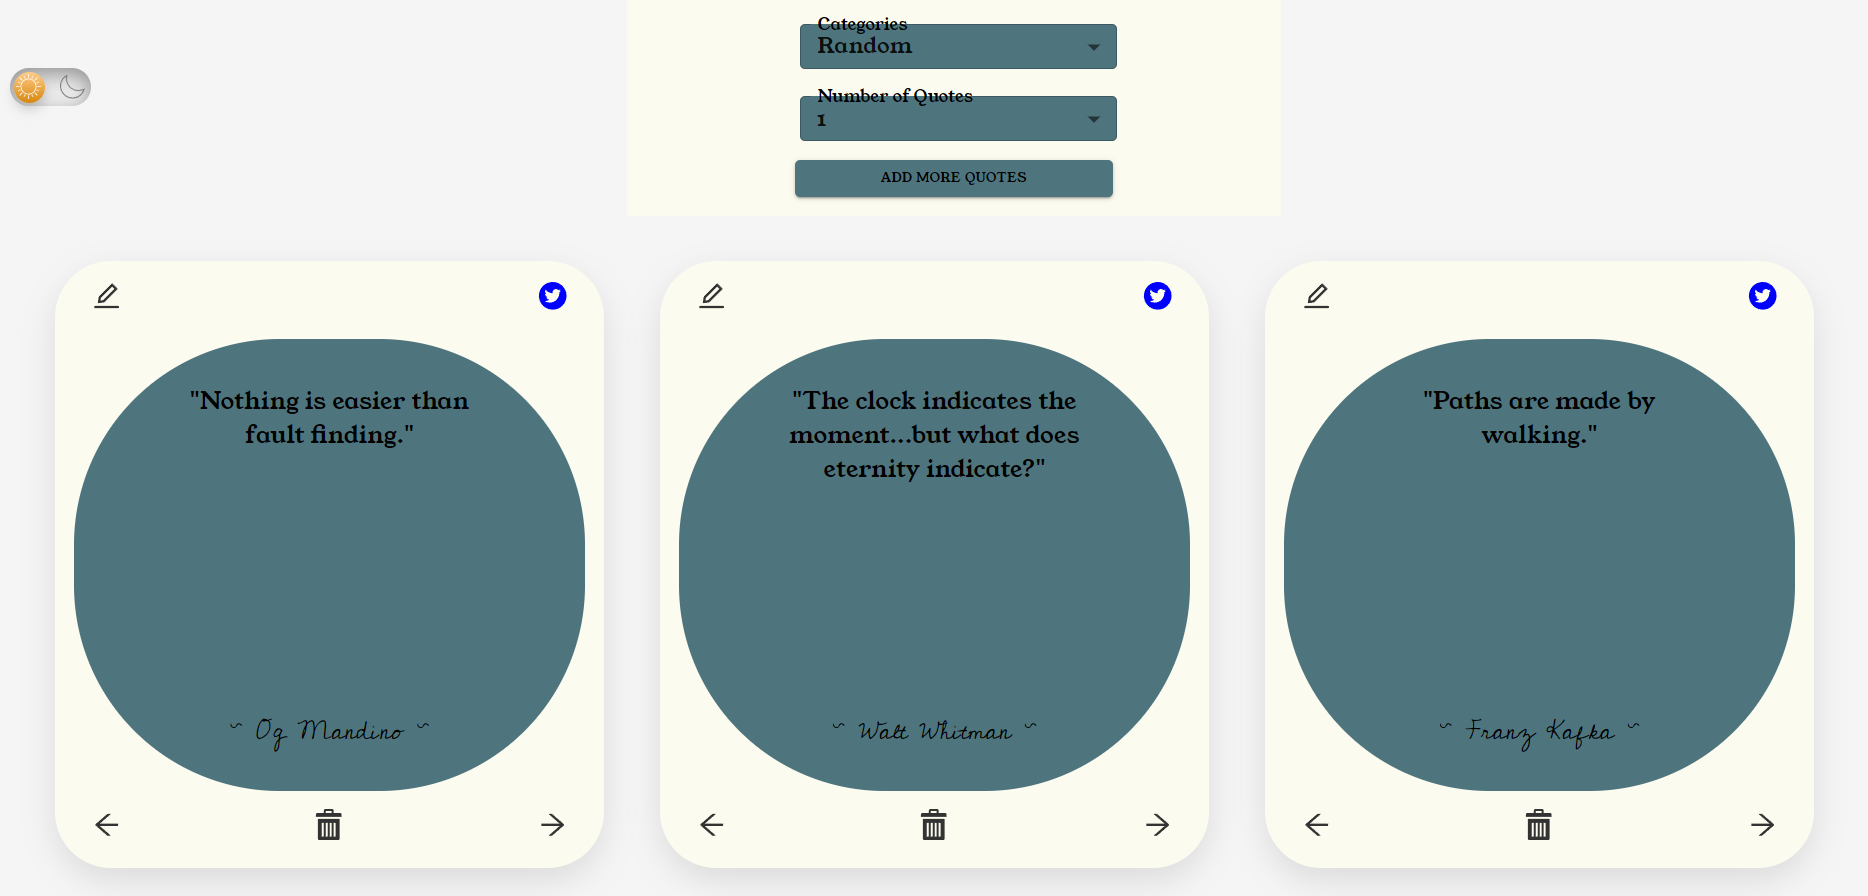 Categories
Random
Number of Quotes
1
ADD MORE QUOTES
"Nothing is easier than
fault finding."
~ Og Mandino ~
"The clock indicates the
moment...but what does
eternity indicate?"
~ Walt Whitman ~
"Paths are made by
walking."
~ Franz Kafka ~